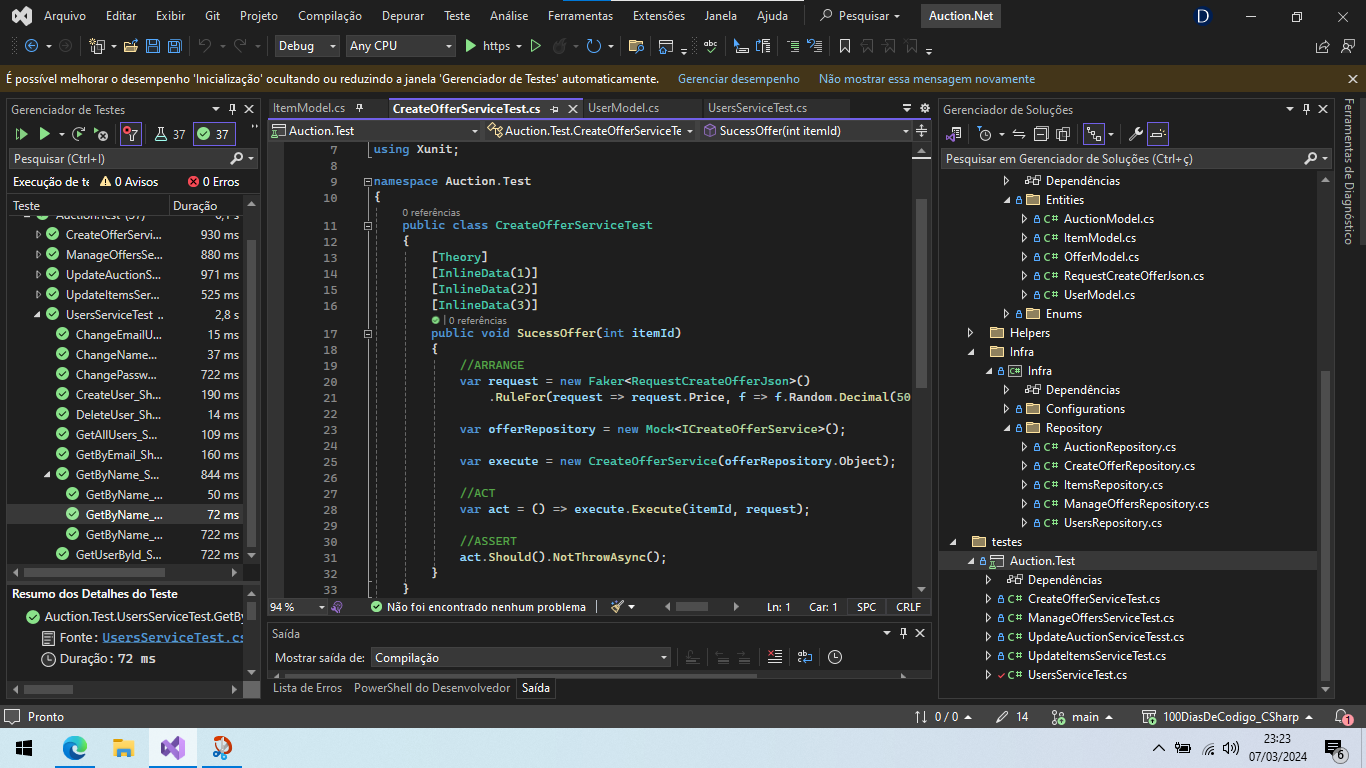 Arquivo Editar Exibir Git Projeto Compilação Depurar Teste Análise Ferramentas Extensões Janela Ajuda Pesquisar Auction.Net D
Debug Any CPU https
É possível melhorar o desempenho 'Inicialização' ocultando ou reduzindo a janela 'Gerenciador de Testes' automaticamente. Gerenciar desempenho Não mostrar essa mensagem novamente
Gerenciador de Testes
37 37
Pesquisar (Ctrl+I)
Execução de te 0 Avisos 0 Erros
Teste Duração
Auction.Test (37) 6,1 s
CreateOfferServi... 930 ms
ManageOffersSe... 880 ms
UpdateAuctionS... 971 ms
UpdateItemsSer... 525 ms
UsersServiceTest .. 2,8 s
ChangeEmailU... 15 ms
ChangeName... 37 ms
ChangePassw... 722 ms
CreateUser_Sh... 190 ms
DeleteUser_Sh... 14 ms
GetAllUsers_S... 109 ms
GetByEmail_Sh... 160 ms
GetByName_S... 844 ms
GetByName_... 50 ms
GetByName_... 72 ms
GetByName_... 722 ms
GetUserById_S... 722 ms
Resumo dos Detalhes do Teste
Auction.Test.UsersServiceTest.GetBy
Fonte: UsersServiceTest.cs
Duração: 72 ms
ItemModel.cs CreateOfferServiceTest.cs UserModel.cs UsersServiceTest.cs
Auction.Test Auction.Test.CreateOfferServiceTe SucessOffer(int itemId)
7 using Xunit;
8
9 namespace Auction.Test
10 {
0 referências
11 public class CreateOfferServiceTest
12 {
13 [Theory]
14 [InlineData(1)]
15 [InlineData(2)]
16 [InlineData(3)]
| 0 referências
17 public void SucessOffer(int itemId)
18 {
19 //ARRANGE
20 var request = new Faker<RequestCreateOfferJson>()
21 .RuleFor(request => request.Price, f => f.Random.Decimal(50
22
23 var offerRepository = new Mock<ICreateOfferService>();
24
25 var execute = new CreateOfferService(offerRepository.Object);
26
27 //ACT
28 var act = () => execute.Execute(itemId, request);
29
30 //ASSERT
31 act.Should().NotThrowAsync();
32 }
33 }
94 % Não foi encontrado nenhum problema Ln: 1 Car: 1 SPC CRLF
Saída
Mostrar saída de: Compilação
Lista de Erros PowerShell do Desenvolvedor Saída
Gerenciador de Soluções
Pesquisar em Gerenciador de Soluções (Ctrl+ç)
Dependências
Entities
C# AuctionModel.cs
C# ItemModel.cs
C# OfferModel.cs
C# RequestCreateOfferJson.cs
C# UserModel.cs
Enums
Helpers
Infra
C# Infra
Dependências
Configurations
Repository
C# AuctionRepository.cs
C# CreateOfferRepository.cs
C# ItemsRepository.cs
C# ManageOffersRepository.cs
C# UsersRepository.cs
testes
Auction.Test
Dependências
C# CreateOfferServiceTest.cs
C# ManageOffersServiceTest.cs
C# UpdateAuctionServiceTesst.cs
C# UpdateItemsServiceTest.cs
C# UsersServiceTest.cs
Ferramentas de Diagnóstico
Pronto 0 / 0 14 main 100DiasDeCodigo_CSharp 1
23:23
07/03/2024
6